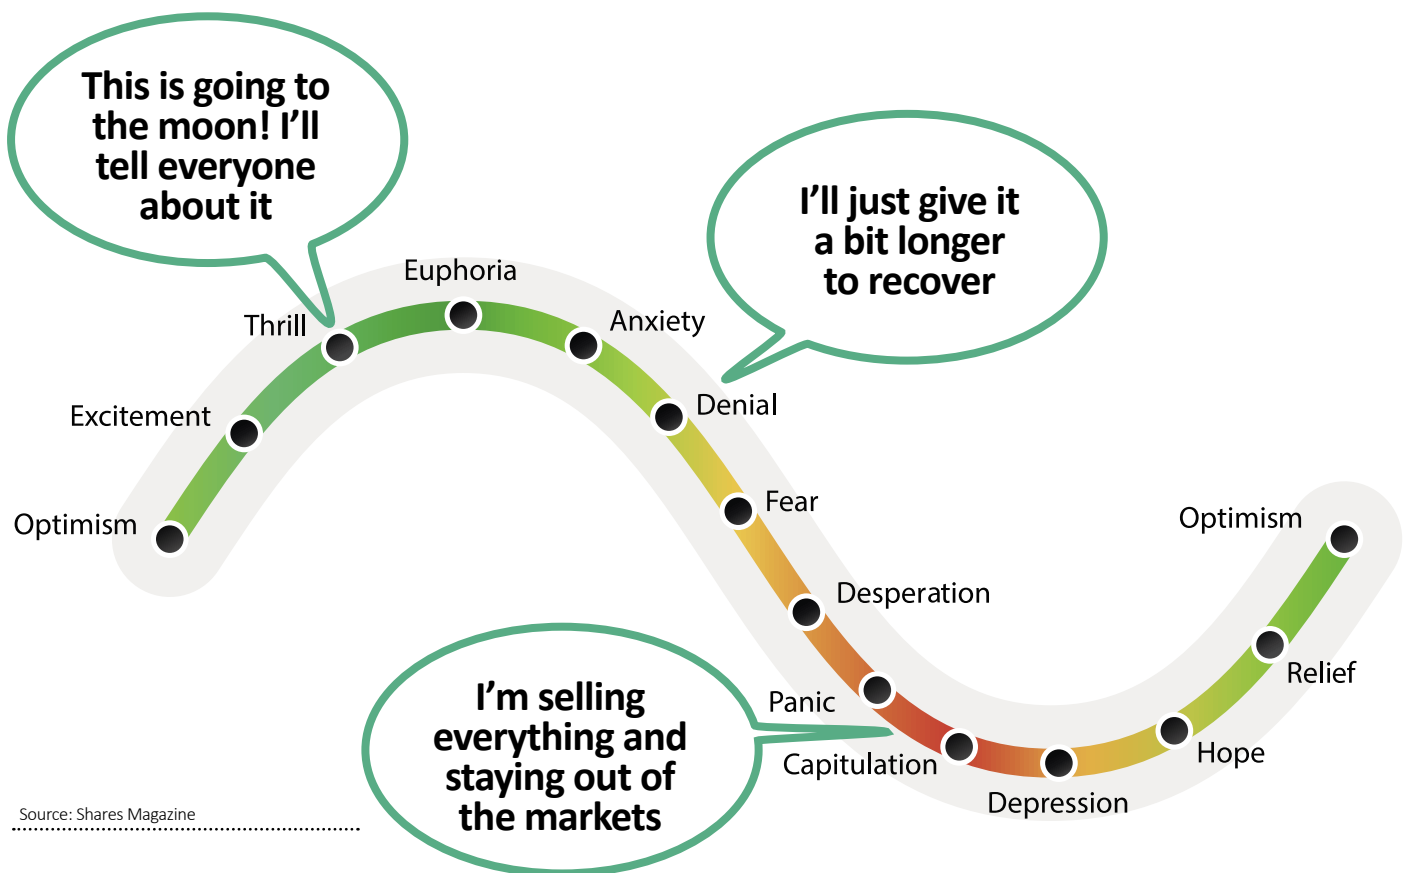 This is going to
the moon! I’ll
tell everyone
about it
I’ll just give it
a bit longer
to recover
Euphoria
Thrill
Anxiety
Excitement
Denial
Fear
Optimism
Optimism
Desperation
Panic
Relief
I’m selling
everything and
staying out of
the markets
Capitulation
Hope
Depression
Source: Shares Magazine